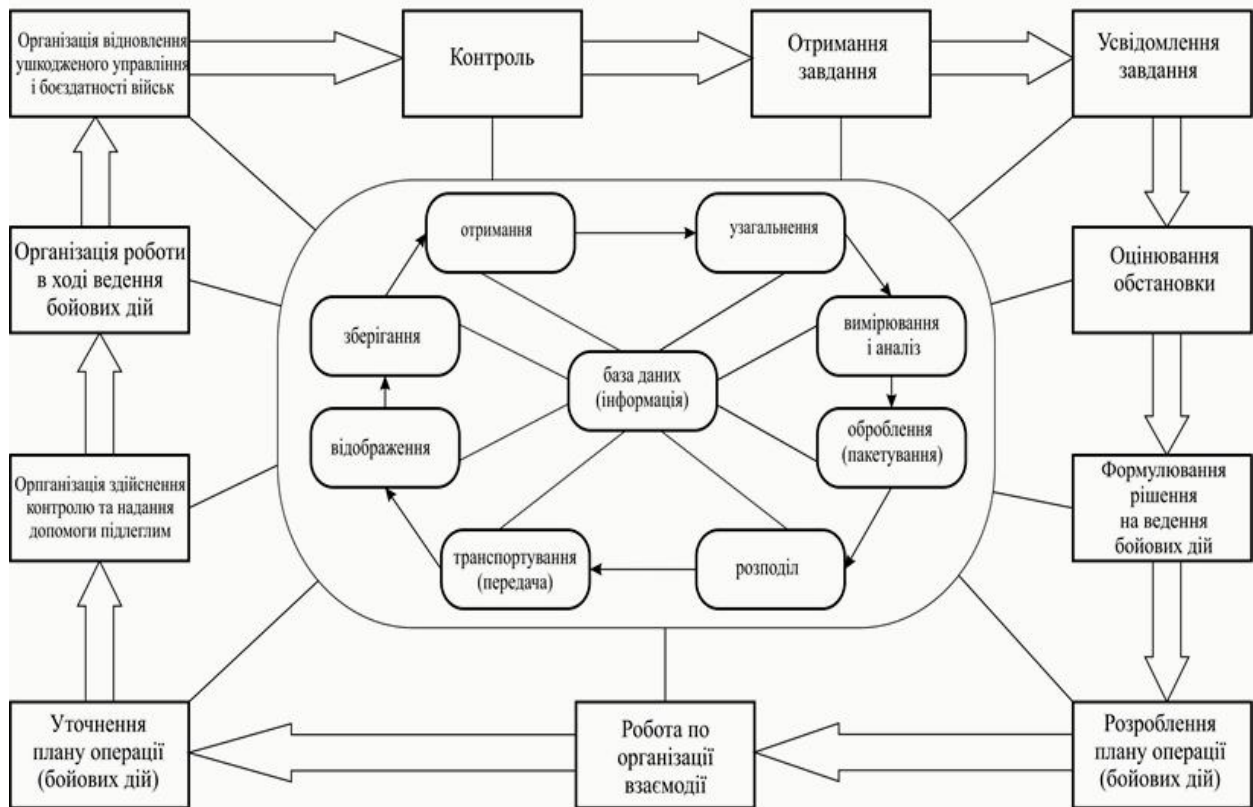 Організація відновлення
ушкодженого управління
і боєздатності військ
Контроль
Отримання
завдання
Усвідомлення
завдання
отримання
узагальнення
Організація роботи
в ході ведення
бойових дій
Оцінювання
обстановки
зберігання
вимірювання
і аналіз
база даних
(інформація)
відображення
оброблення
(пакетування)
Орпганізація здійснення
контролю та надання
допомоги підлеглим
Формулювання
рішення
на ведення
бойових дій
транспортування
(передача)
розподіл
Уточнення
плану операції
(бойових дій)
Робота по
організації
взаємодії
Розроблення
плану операції
(бойових дій)